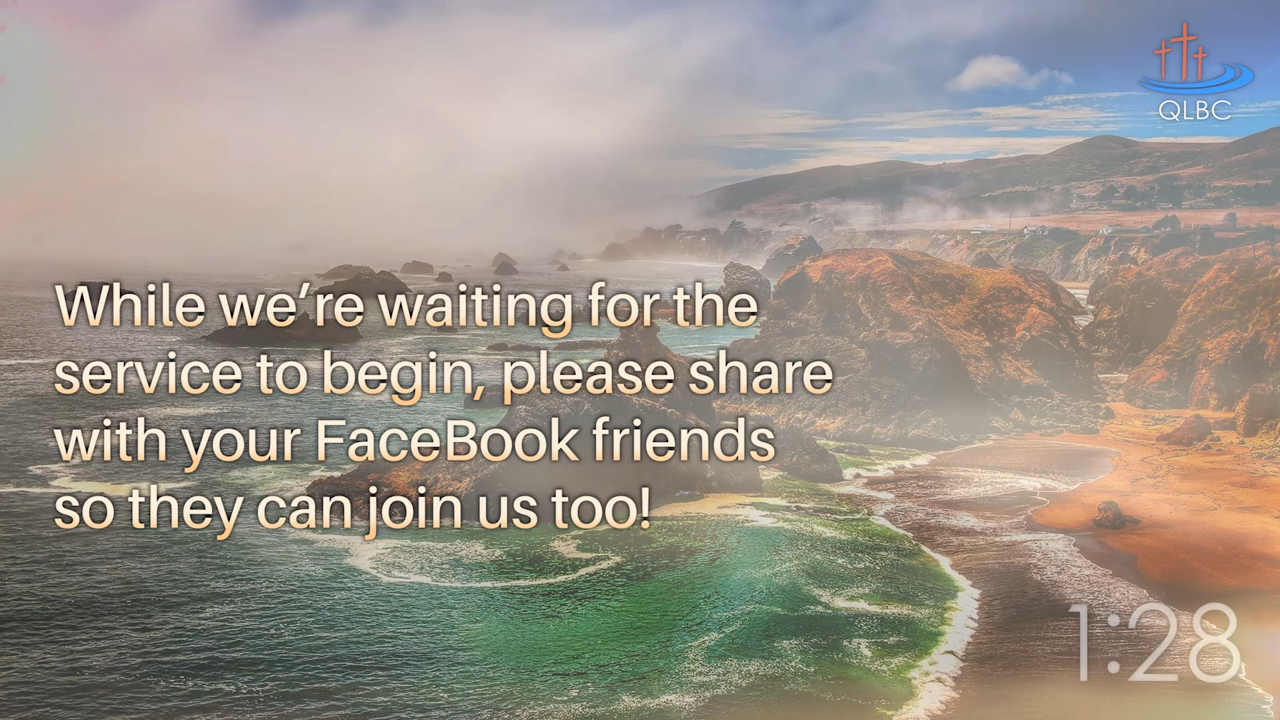 QLBC
While we’re waiting for the
service to begin, please share
with your FaceBook friends
so they can join us too!
1:28